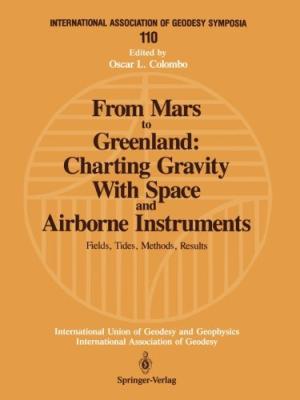 INTERNATIONAL ASSOCIATION OF GEODESY SYMPOSIA
110
Edited by
Oscar L. Colombo
From Mars
to
Greenland:
Charting Gravity
With Space
and
Airborne Instruments
Fields, Tides, Methods, Results
International Union of Geodesy and Geophysics
International Association of Geodesy
Springer-Verlag